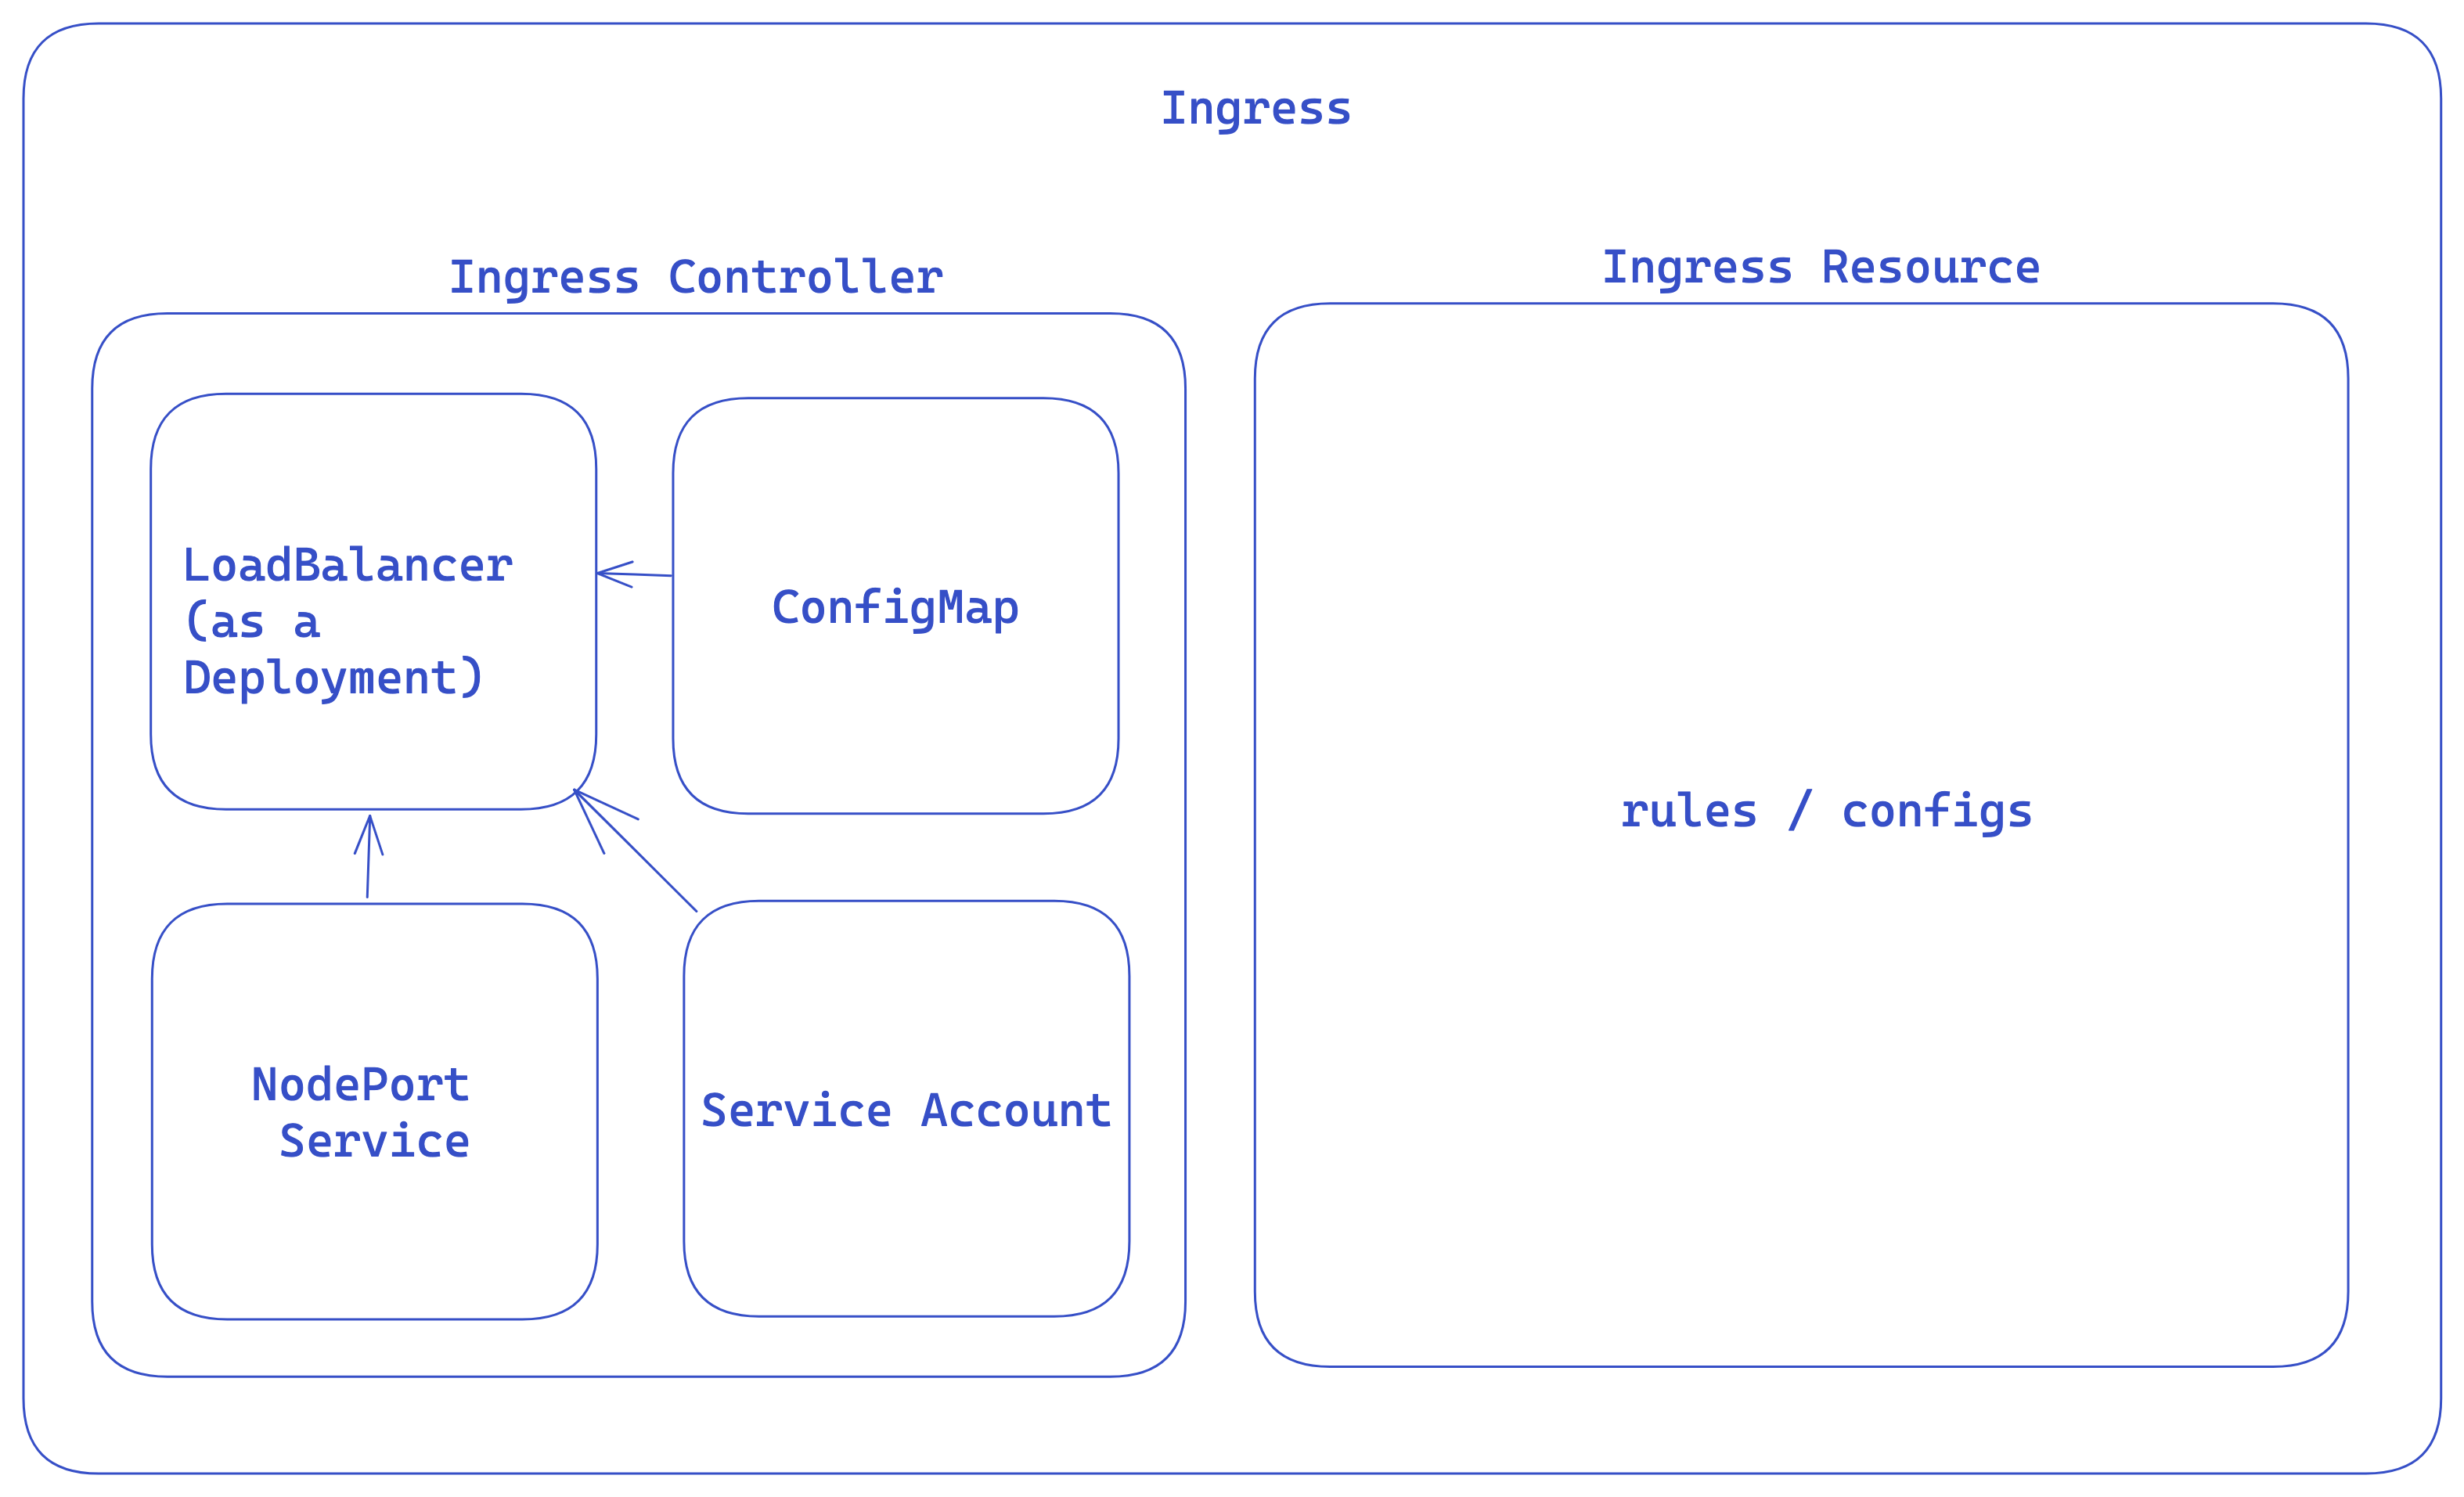 Ingress
Ingress Controller
Ingress Resource
LoadBalancer
(as a
Deployment)
ConfigMap
rules / configs
NodePort
Service
Service Account